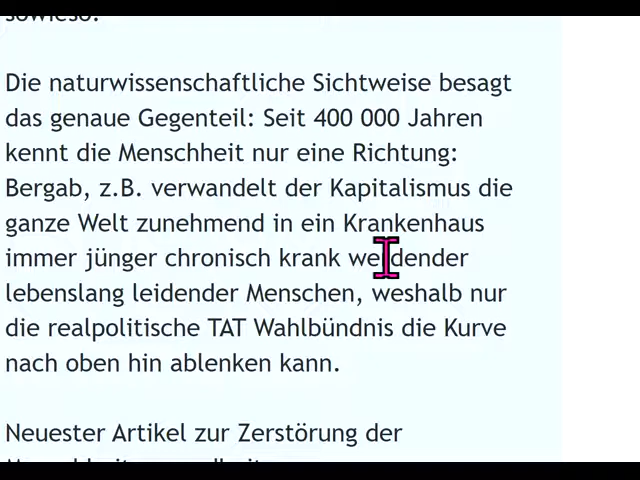 sowieso.
Die naturwissenschaftliche Sichtweise besagt
das genaue Gegenteil: Seit 400 000 Jahren
kennt die Menschheit nur eine Richtung:
Bergab, z.B. verwandelt der Kapitalismus die
ganze Welt zunehmend in ein Krankenhaus
immer jünger chronisch krank werdender
lebenslang leidender Menschen, weshalb nur
die realpolitische TAT Wahlbündnis die Kurve
nach oben hin ablenken kann.
Neuester Artikel zur Zerstörung der